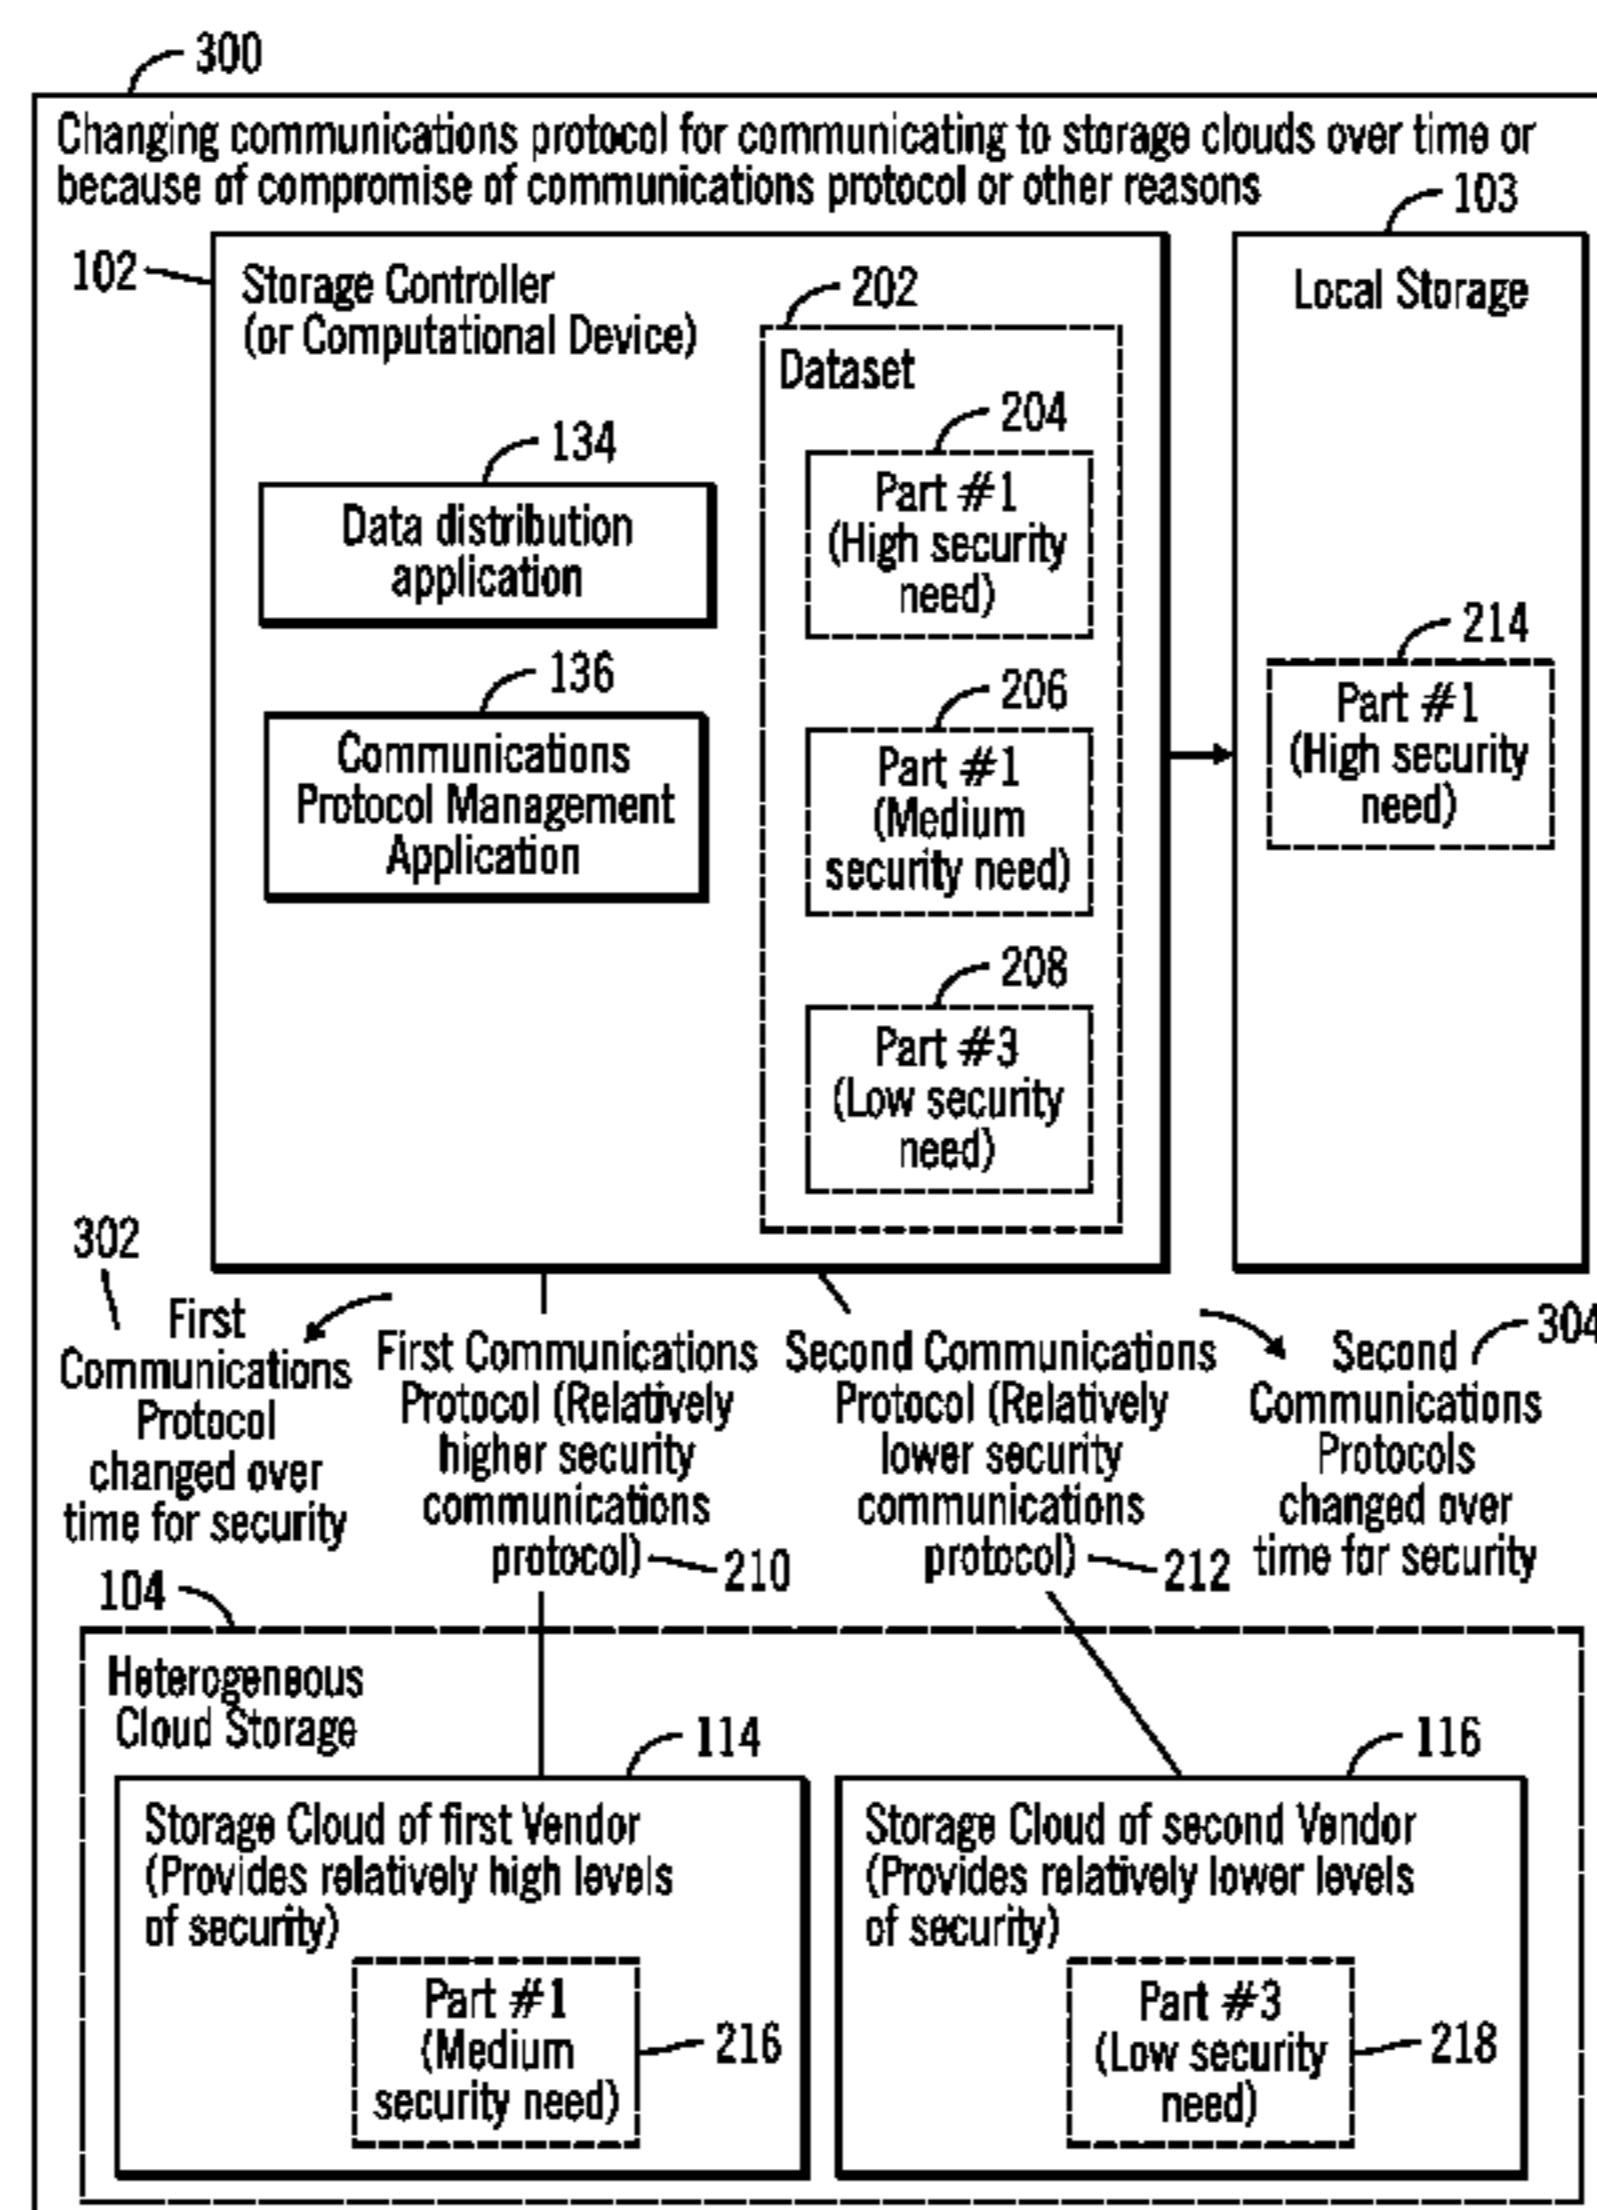 300
Changing communications protocol for communicating to storage clouds over time or
because of compromise of communications protocol or other reasons
103
102
Storage Controller
(or Computational Device)
202
Dataset
204
Part #1
(High security
need)
134
Data distribution
application
136
Communications
Protocol Management
Application
206
Part #1
(Medium
security need)
208
Part #3
(Low security
need)
Local Storage
214
Part #1
(High security
need)
302
First
Communications
Protocol
changed over
time for security
First Communications
Protocol (Relatively
higher security
communications
protocol)
210
Second Communications
Protocol (Relatively
lower security
communications
protocol)
212
304
Second
Communications
Protocols
changed over
time for security
104
Heterogeneous
Cloud Storage
114
Storage Cloud of first Vendor
(Provides relatively high levels
of security)
Part #1
(Medium
security need)
216
116
Storage Cloud of second Vendor
(Provides relatively lower levels
of security)
Part #3
(Low security
need)
218